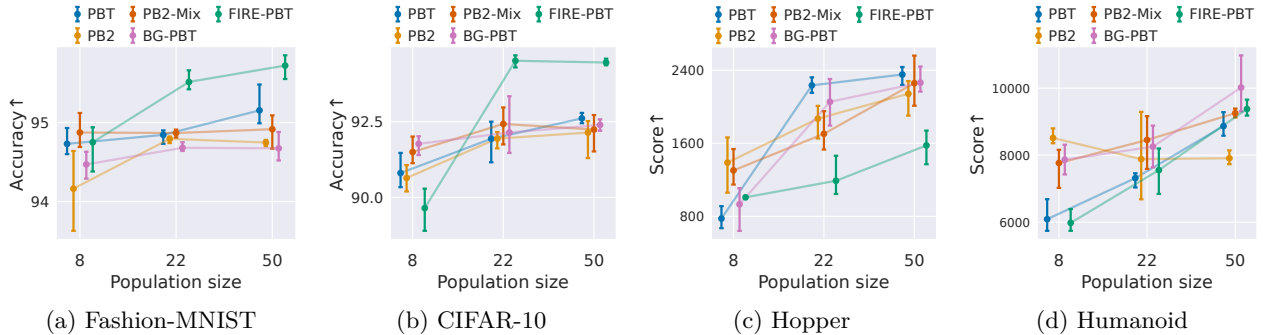 PBT PB2-Mix FIRE-PBT
PB2 BG-PBT
Accuracy↑
95
94
8 22 50
Population size
(a) Fashion-MNIST
PBT PB2-Mix FIRE-PBT
PB2 BG-PBT
Accuracy↑
92.5
90.0
8 22 50
Population size
(b) CIFAR-10
PBT PB2-Mix FIRE-PBT
PB2 BG-PBT
Score↑
2400
1600
800
8 22 50
Population size
(c) Hopper
PBT PB2-Mix FIRE-PBT
PB2 BG-PBT
Score↑
10000
8000
6000
8 22 50
Population size
(d) Humanoid